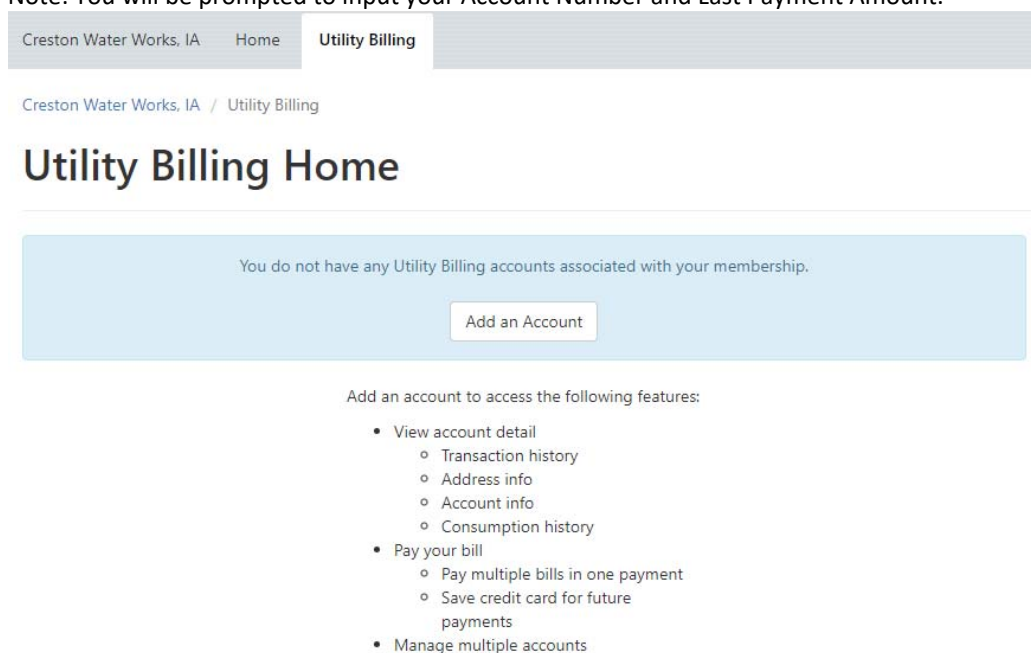 Note: You will be prompted to input your Account Number and Last Payment Amount.
Creston Water Works, IA Home Utility Billing
Creston Water Works, IA / Utility Billing
Utility Billing Home
You do not have any Utility Billing accounts associated with your membership.
Add an Account
Add an account to access the following features:
• View account detail
◦ Transaction history
◦ Address info
◦ Account info
◦ Consumption history
• Pay your bill
◦ Pay multiple bills in one payment
◦ Save credit card for future
payments
• Manage multiple accounts